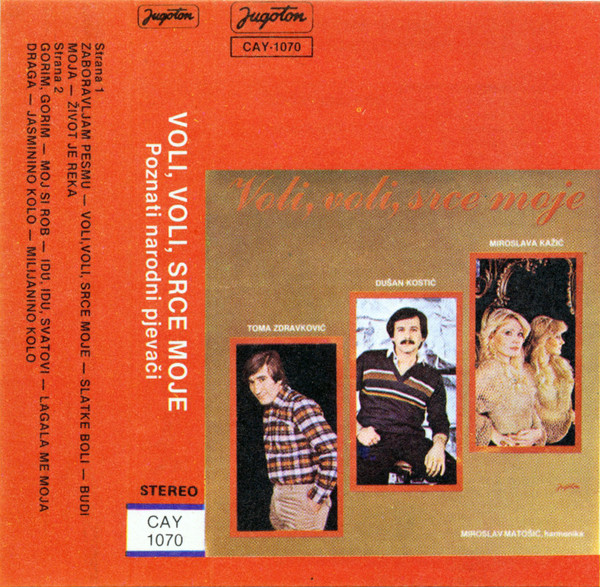 Strana 1
ZABORAVLJAM PESMU — VOLI,VOLI, SRCE MOJE — SLATKE BOLI — BUDI
MOJA — ŽIVOT JE REKA
Strana 2
GORIM, GORIM — MOJ SI ROB — IDU, IDU, SVATOVI — LAGALA ME MOJA
DRAGA — JASMININO KOLO — MILIJANINO KOLO
Jugoton
VOLI, VOLI, SRCE MOJE
Poznati narodni pjevači
STEREO
CAY
1070
Jugoton
CAY-1070
Voli, voli, srce moje
MIROSLAVA KAŽIĆ
DUŠAN KOSTIĆ
TOMA ZDRAVKOVIĆ
Jugoton
MIROSLAV MATOŠIĆ, harmonika